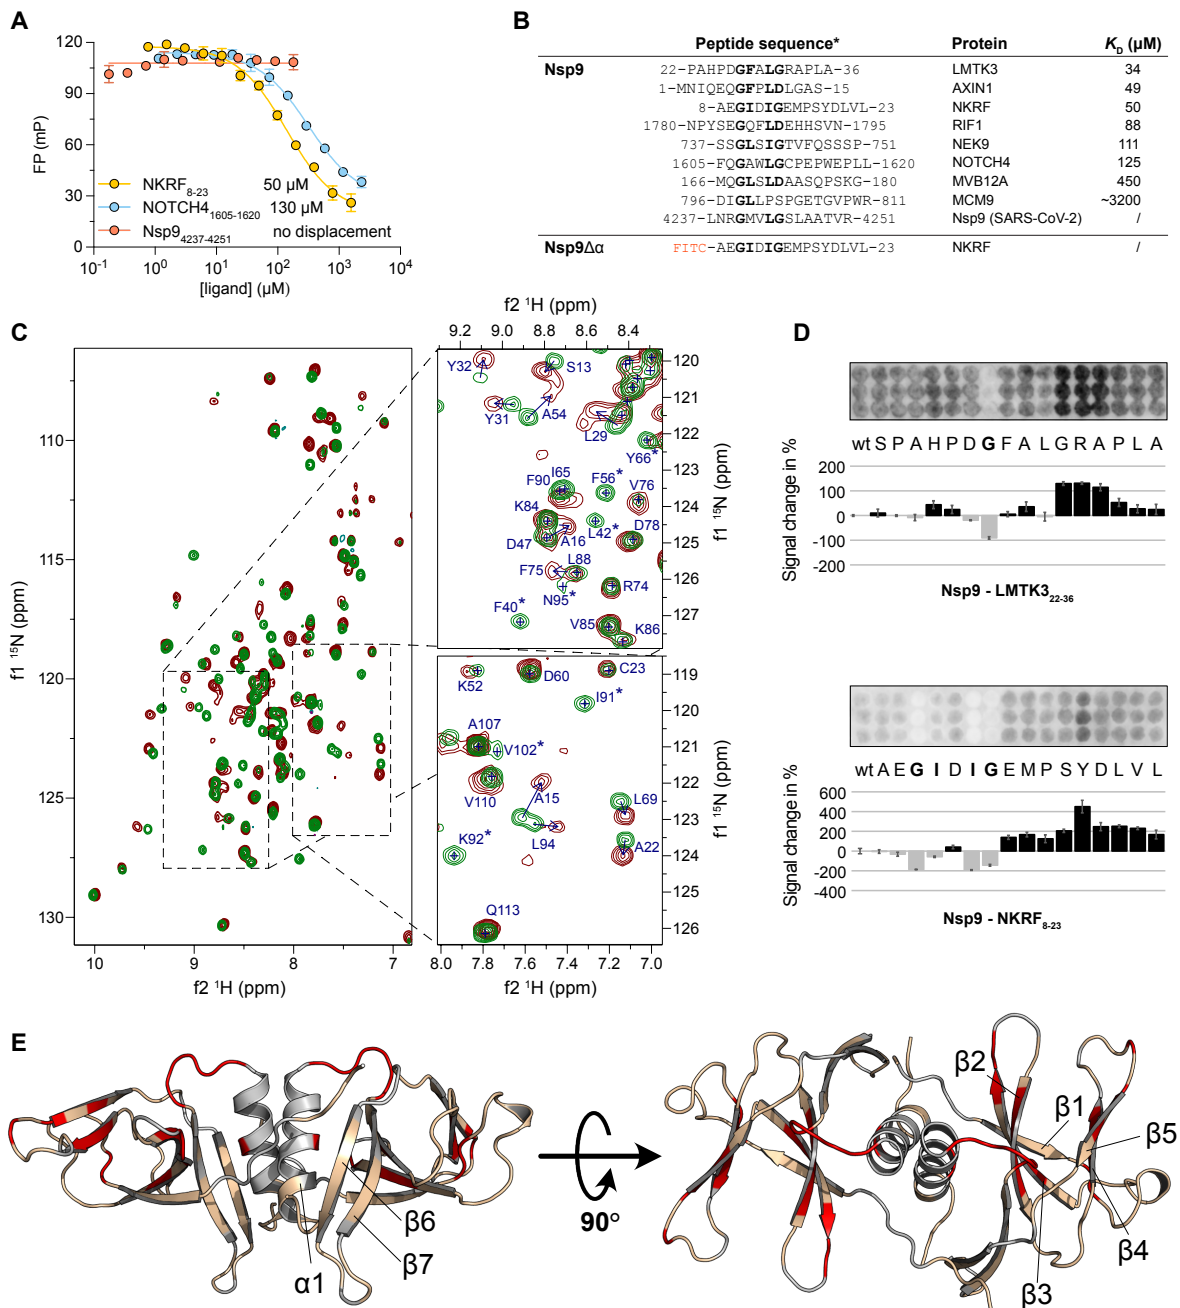 A
FP (mP)
120
90
60
30
0
NKRF8-23 50 µM
NOTCH41605-1620 130 µM
Nsp94237-4251 no displacement
10-1 100 101 102 103 104
[ligand] (µM)
B
Peptide sequence* Protein KD (µM)
Nsp9 22-PAHPDGFALGRAPLA-36 LMTK3 34
1-MNIQEQGFPLDLGAS-15 AXIN1 49
8-AEGIDIGEMPSYDLVL-23 NKRF 50
1780-NPYSEGQFLDEHHSVN-1795 RIF1 88
737-SSGLSIGTVFQSSSP-751 NEK9 111
1605-FQGAWLGCPEPWEPLL-1620 NOTCH4 125
166-MQGLSLDAASQPSKG-180 MVB12A 450
796-DIGLLPSPGETGVPWR-811 MCM9 ~3200
4237-LNRGMVLGSLAATVR-4251 Nsp9 (SARS-CoV-2) /
Nsp9Δα FITC-AEGIDIGEMPSYDLVL-23 NKRF /
C
f1 15N (ppm)
110
115
120
125
130
10 9 8 7
f2 1H (ppm)
f2 1H (ppm)
9.2 9.0 8.8 8.6 8.4
Y32
S13
Y31
A54
L29
Y66*
F90
I65
F56*
V76
K84
D78
L42*
D47
A16
F75
L88
R74
N95*
F40*
V85
K86
120
121
122
123
124
125
126
127
f1 15N (ppm)
K52
D60
C23
I91*
A107
V102*
V110
A15
L69
L94
K92*
A22
Q113
119
120
121
122
123
124
125
126
f1 15N (ppm)
8.0 7.8 7.6 7.4 7.2 7.0
f2 1H (ppm)
D
wt S P A H P D G F A L G R A P L A
Signal change in %
200
100
0
-100
-200
Nsp9 - LMTK322-36
wt A E G I D I G E M P S Y D L V L
Signal change in %
600
400
200
0
-200
-400
Nsp9 - NKRF8-23
E
α1
β6
β7
90°
β2
β1
β5
β4
β3